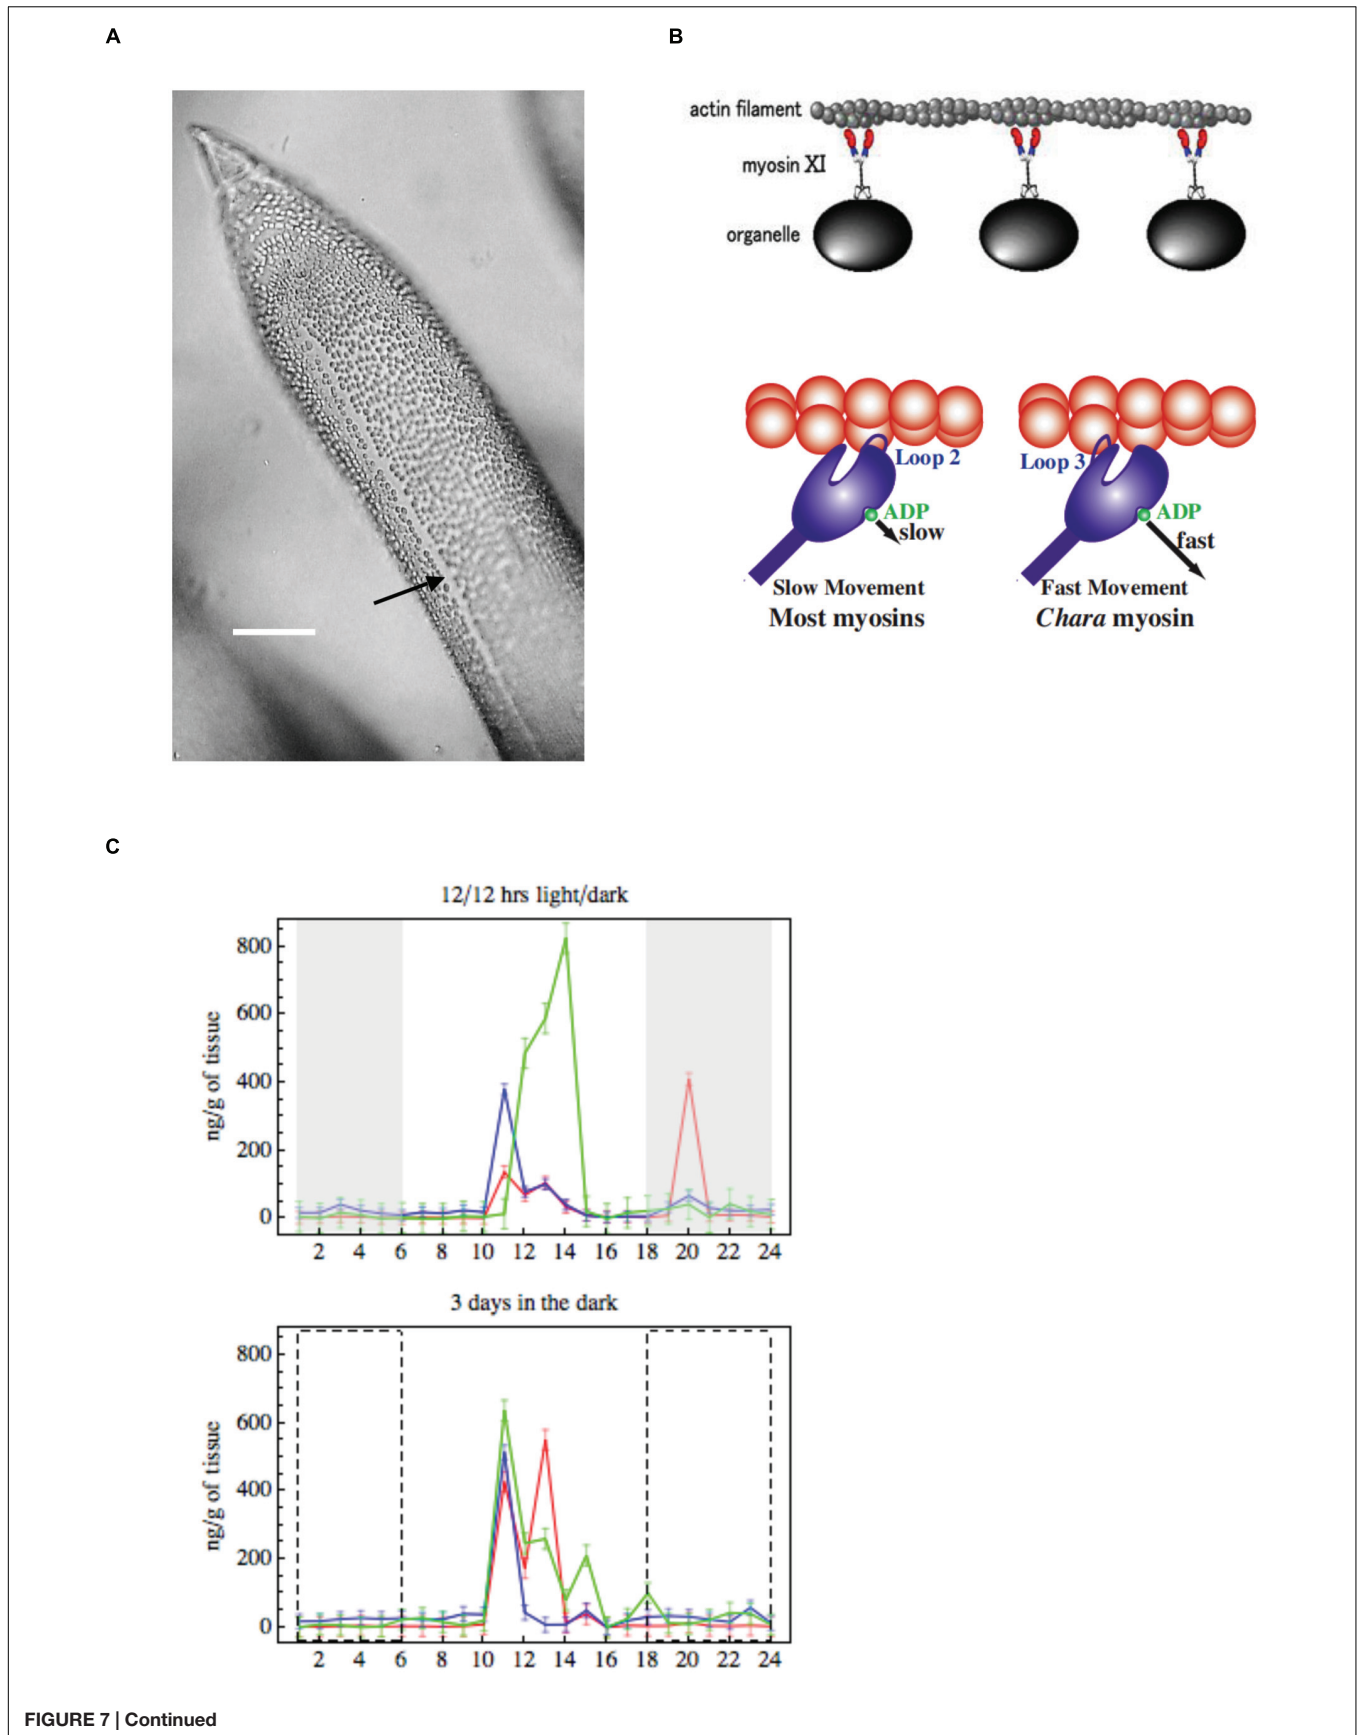 A
B
actin filament
myosin XI
organelle
Loop 2
ADP
slow
Slow Movement
Most myosins
Loop 3
ADP
fast
Fast Movement
Chara myosin
C
12/12 hrs light/dark
ng/g of tissue
800
600
400
200
0
2 4 6 8 10 12 14 16 18 20 22 24
3 days in the dark
ng/g of tissue
800
600
400
200
0
2 4 6 8 10 12 14 16 18 20 22 24
FIGURE 7 | Continued